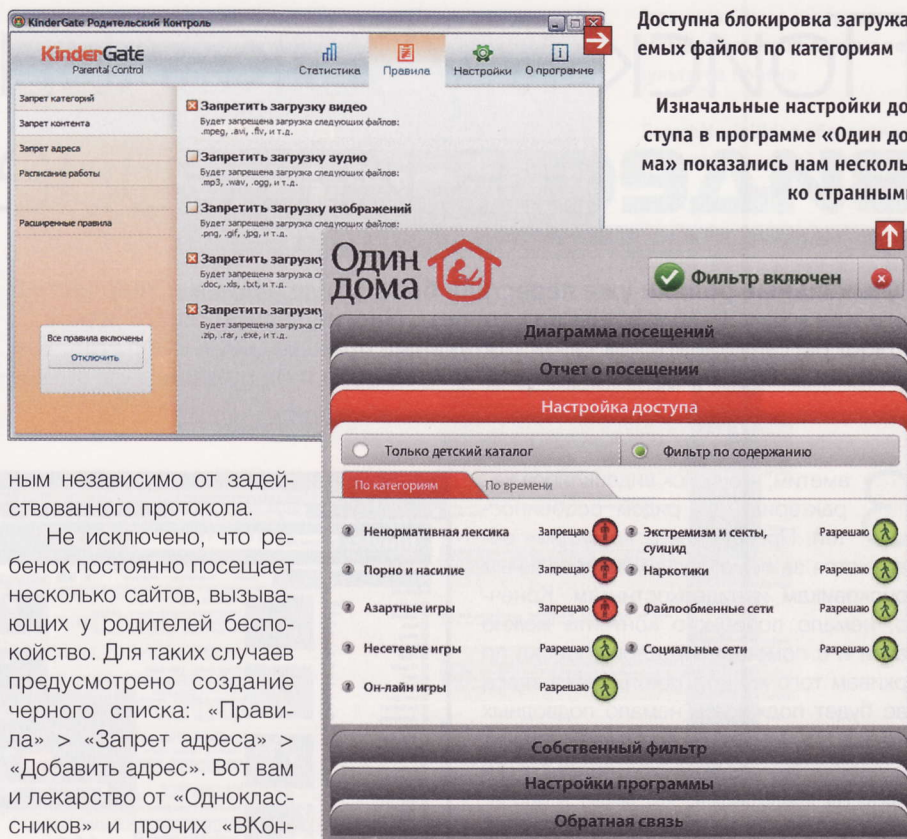 KinderGate Родительский Контроль
KinderGate
Parental Control
Статистика
Правила
Настройки
О программе
Запрет категорий
Запрет контента
Запрет адреса
Расписание работы
Расширенные правила
Все правила включены
Отключить
Запретить загрузку видео
Будет запрещена загрузка следующих файлов:
.mpeg, .avi, .flv, и т.д.
Запретить загрузку аудио
Будет запрещена загрузка следующих файлов:
.mp3, .wav, .ogg, и т.д.
Запретить загрузку изображений
Будет запрещена загрузка следующих файлов:
.png, .gif, .jpg, и т.д.
Запретить загрузку
Будет запрещена загрузка
.doc, .xls, .txt, и т.д.
Запретить загрузку
Будет запрещена загрузка
.zip, .rar, .exe, и т.д.
Доступна блокировка загружа
емых файлов по категориям
Изначальные настройки до
ступа в программе «Один до
ма» показались нам несколь
ко странными
Один
дома
Фильтр включен
Диаграмма посещений
Отчет о посещении
Настройка доступа
Только детский каталог
Фильтр по содержанию
По категориям
По времени
Ненормативная лексика Запрещаю
Порно и насилие Запрещаю
Азартные игры Запрещаю
Несетевые игры Разрешаю
Он-лайн игры Разрешаю
Экстремизм и секты,
суицид Разрешаю
Наркотики Разрешаю
Файлообменные сети Разрешаю
Социальные сети Разрешаю
Собственный фильтр
Настройки программы
Обратная связь
ным независимо от задей-
ствованного протокола.
Не исключено, что ре-
бенок постоянно посещает
несколько сайтов, вызыва-
ющих у родителей беспо-
койство. Для таких случаев
предусмотрено создание
черного списка: «Прави-
ла» > «Запрет адреса» >
«Добавить адрес». Вот вам
и лекарство от «Одноклас-
сников» и прочих «ВКон-